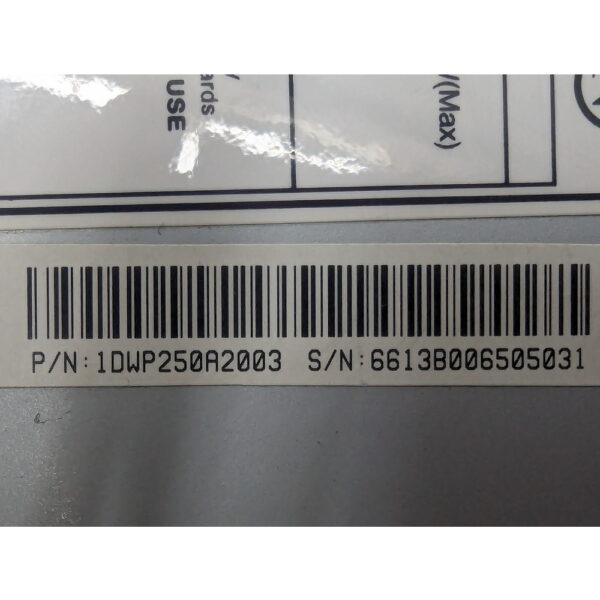 ards
USE
(Max)
P/N:1DWP250A2003 S/N:6613B006505031